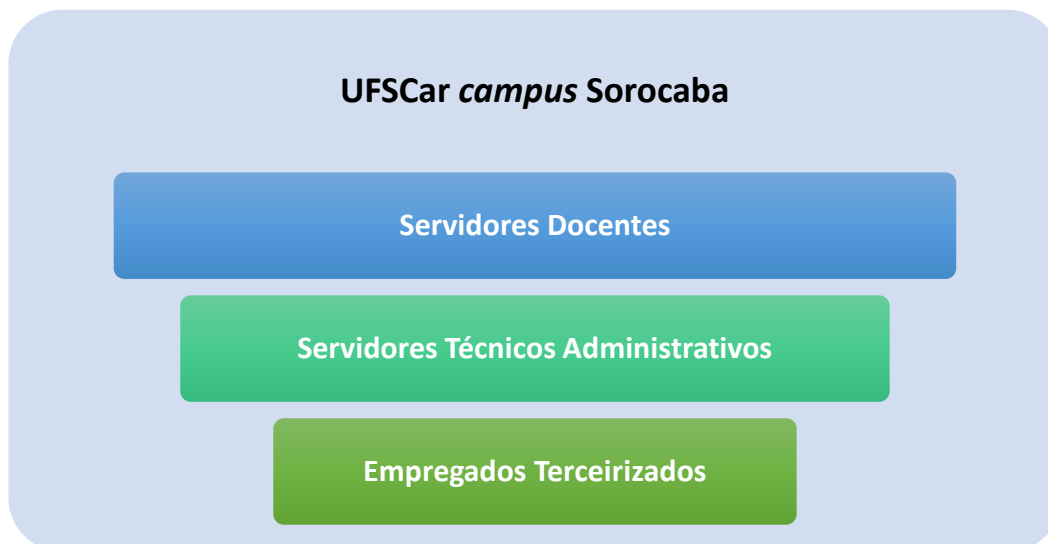 UFSCar campus Sorocaba
Servidores Docentes
Servidores Técnicos Administrativos
Empregados Terceirizados